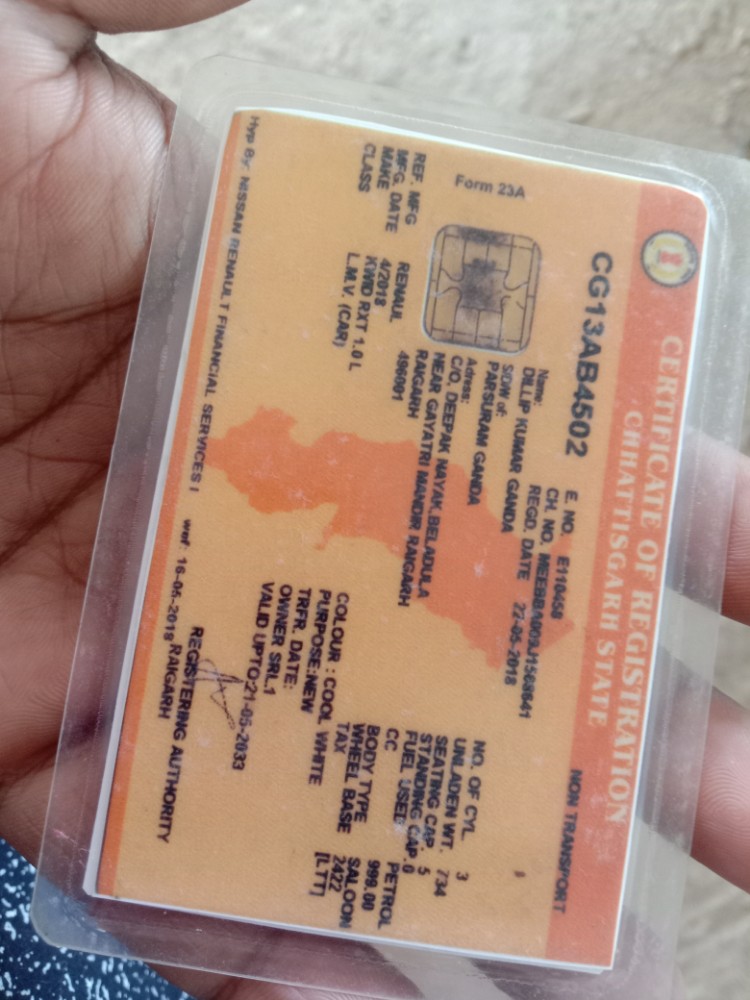 CERTIFICATE OF REGISTRATION
CHHATTISGARH STATE
NON TRANSPORT
CG13AB4502
Form 23A
E. NO. E110458
CH. NO.
REGD. DATE 22-05-2018
Name:
DILLIP KUMAR GANDA
S/D/W of:
PARSURAM GANDA
Adress:
C/O, DEEPAK NAYAK,BELADULA
NEAR GAYATRI MANDIR RAIGARH
RAIGARH
496001
NO. OF CYL 3
UNLADEN WT. 734
SEATING CAP. 5
STANDING CAP. 0
FUEL USED PETROL
CC 999.00
BODY TYPE SALOON
WHEEL BASE 2422
TAX [LTT]
REF. MFG RENAUL
MFG. DATE 4/2018
MAKE KWID RXT 1.0 L
CLASS L.M.V. (CAR)
COLOUR : COOL WHITE
PURPOSE:NEW
TRFR. DATE:
OWNER SRL.1
VALID UPTO:21-05-2033
REGISTERING AUTHORITY
RAIGARH
Hyp By: NISSAN RENAULT FINANCIAL SERVICES I wef: 16-05-2018